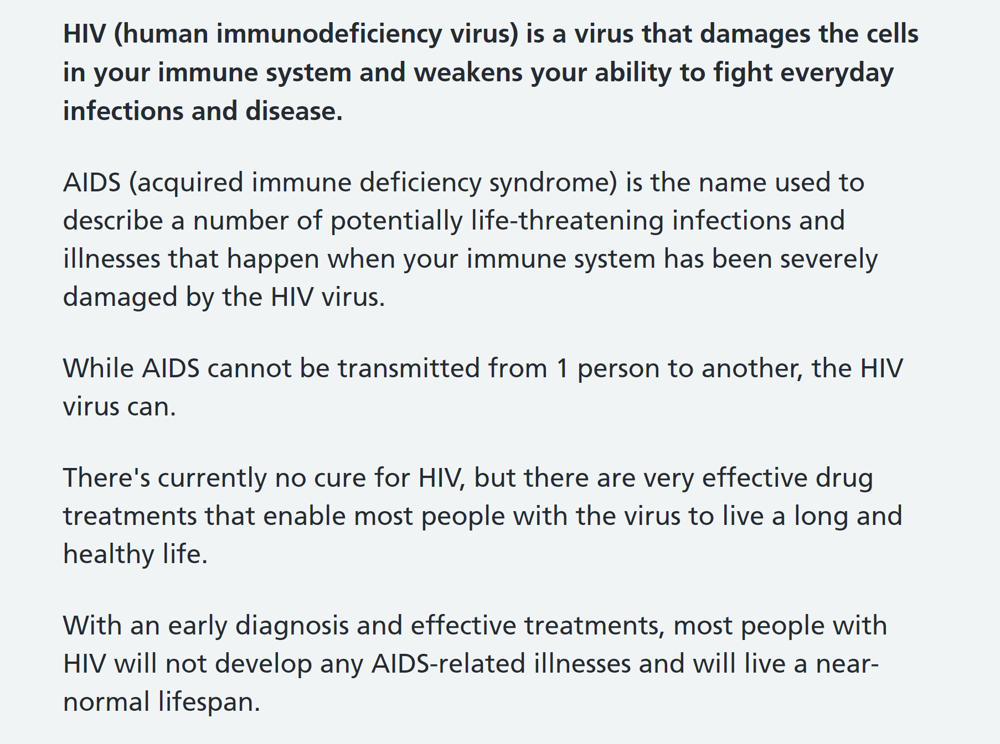 HIV (human immunodeficiency virus) is a virus that damages the cells
in your immune system and weakens your ability to fight everyday
infections and disease.
AIDS (acquired immune deficiency syndrome) is the name used to
describe a number of potentially life-threatening infections and
illnesses that happen when your immune system has been severely
damaged by the HIV virus.
While AIDS cannot be transmitted from 1 person to another, the HIV
virus can.
There's currently no cure for HIV, but there are very effective drug
treatments that enable most people with the virus to live a long and
healthy life.
With an early diagnosis and effective treatments, most people with
HIV will not develop any AIDS-related illnesses and will live a near-
normal lifespan.